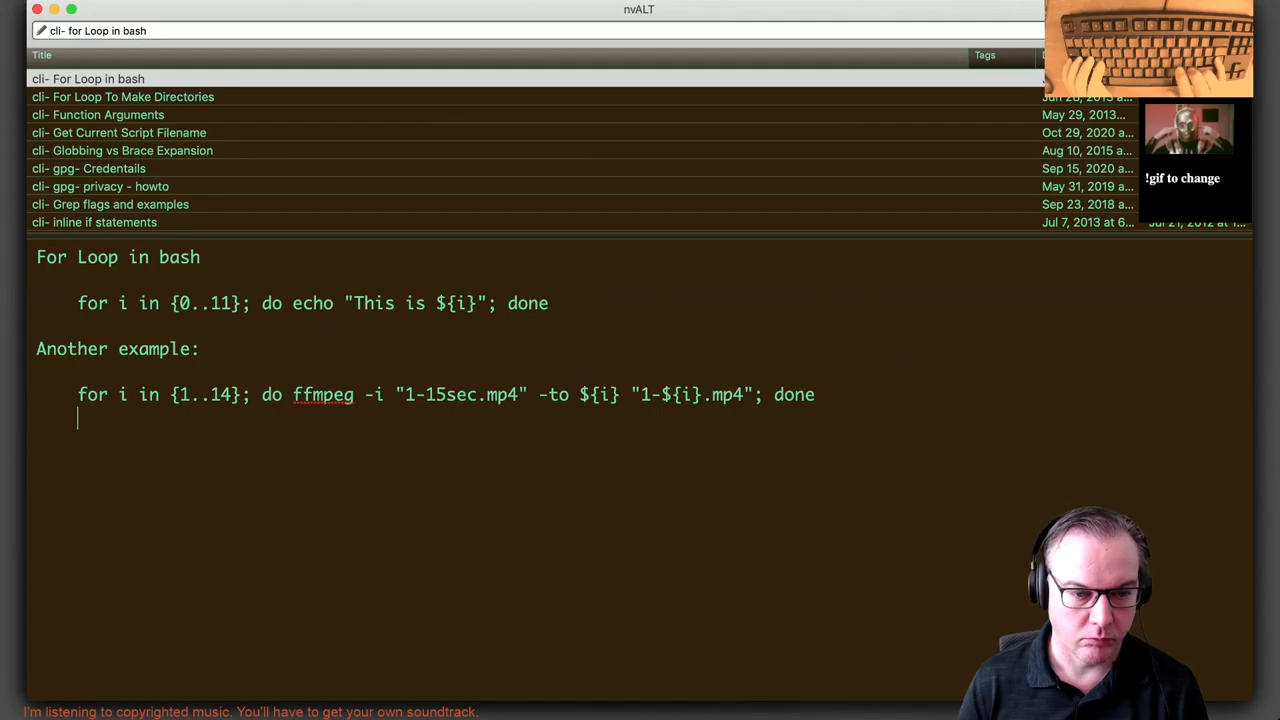 nvALT
cli- for Loop in bash
Title
Tags
cli- For Loop in bash
cli- For Loop To Make Directories
cli- Function Arguments
May 29, 2013...
cli- Get Current Script Filename
Oct 29, 2020 a...
cli- Globbing vs Brace Expansion
Aug 10, 2015 a...
cli- gpg- Credentails
Sep 15, 2020 a...
cli- gpg- privacy - howto
May 31, 2019 a...
cli- Grep flags and examples
Sep 23, 2018 a...
cli- inline if statements
Jul 7, 2013 at 6...
!gif to change
For Loop in bash
for i in {0..11}; do echo "This is ${i}"; done
Another example:
for i in {1..14}; do ffmpeg -i "1-15sec.mp4" -to ${i} "1-${i}.mp4"; done
I'm listening to copyrighted music. You'll have to get your own soundtrack.